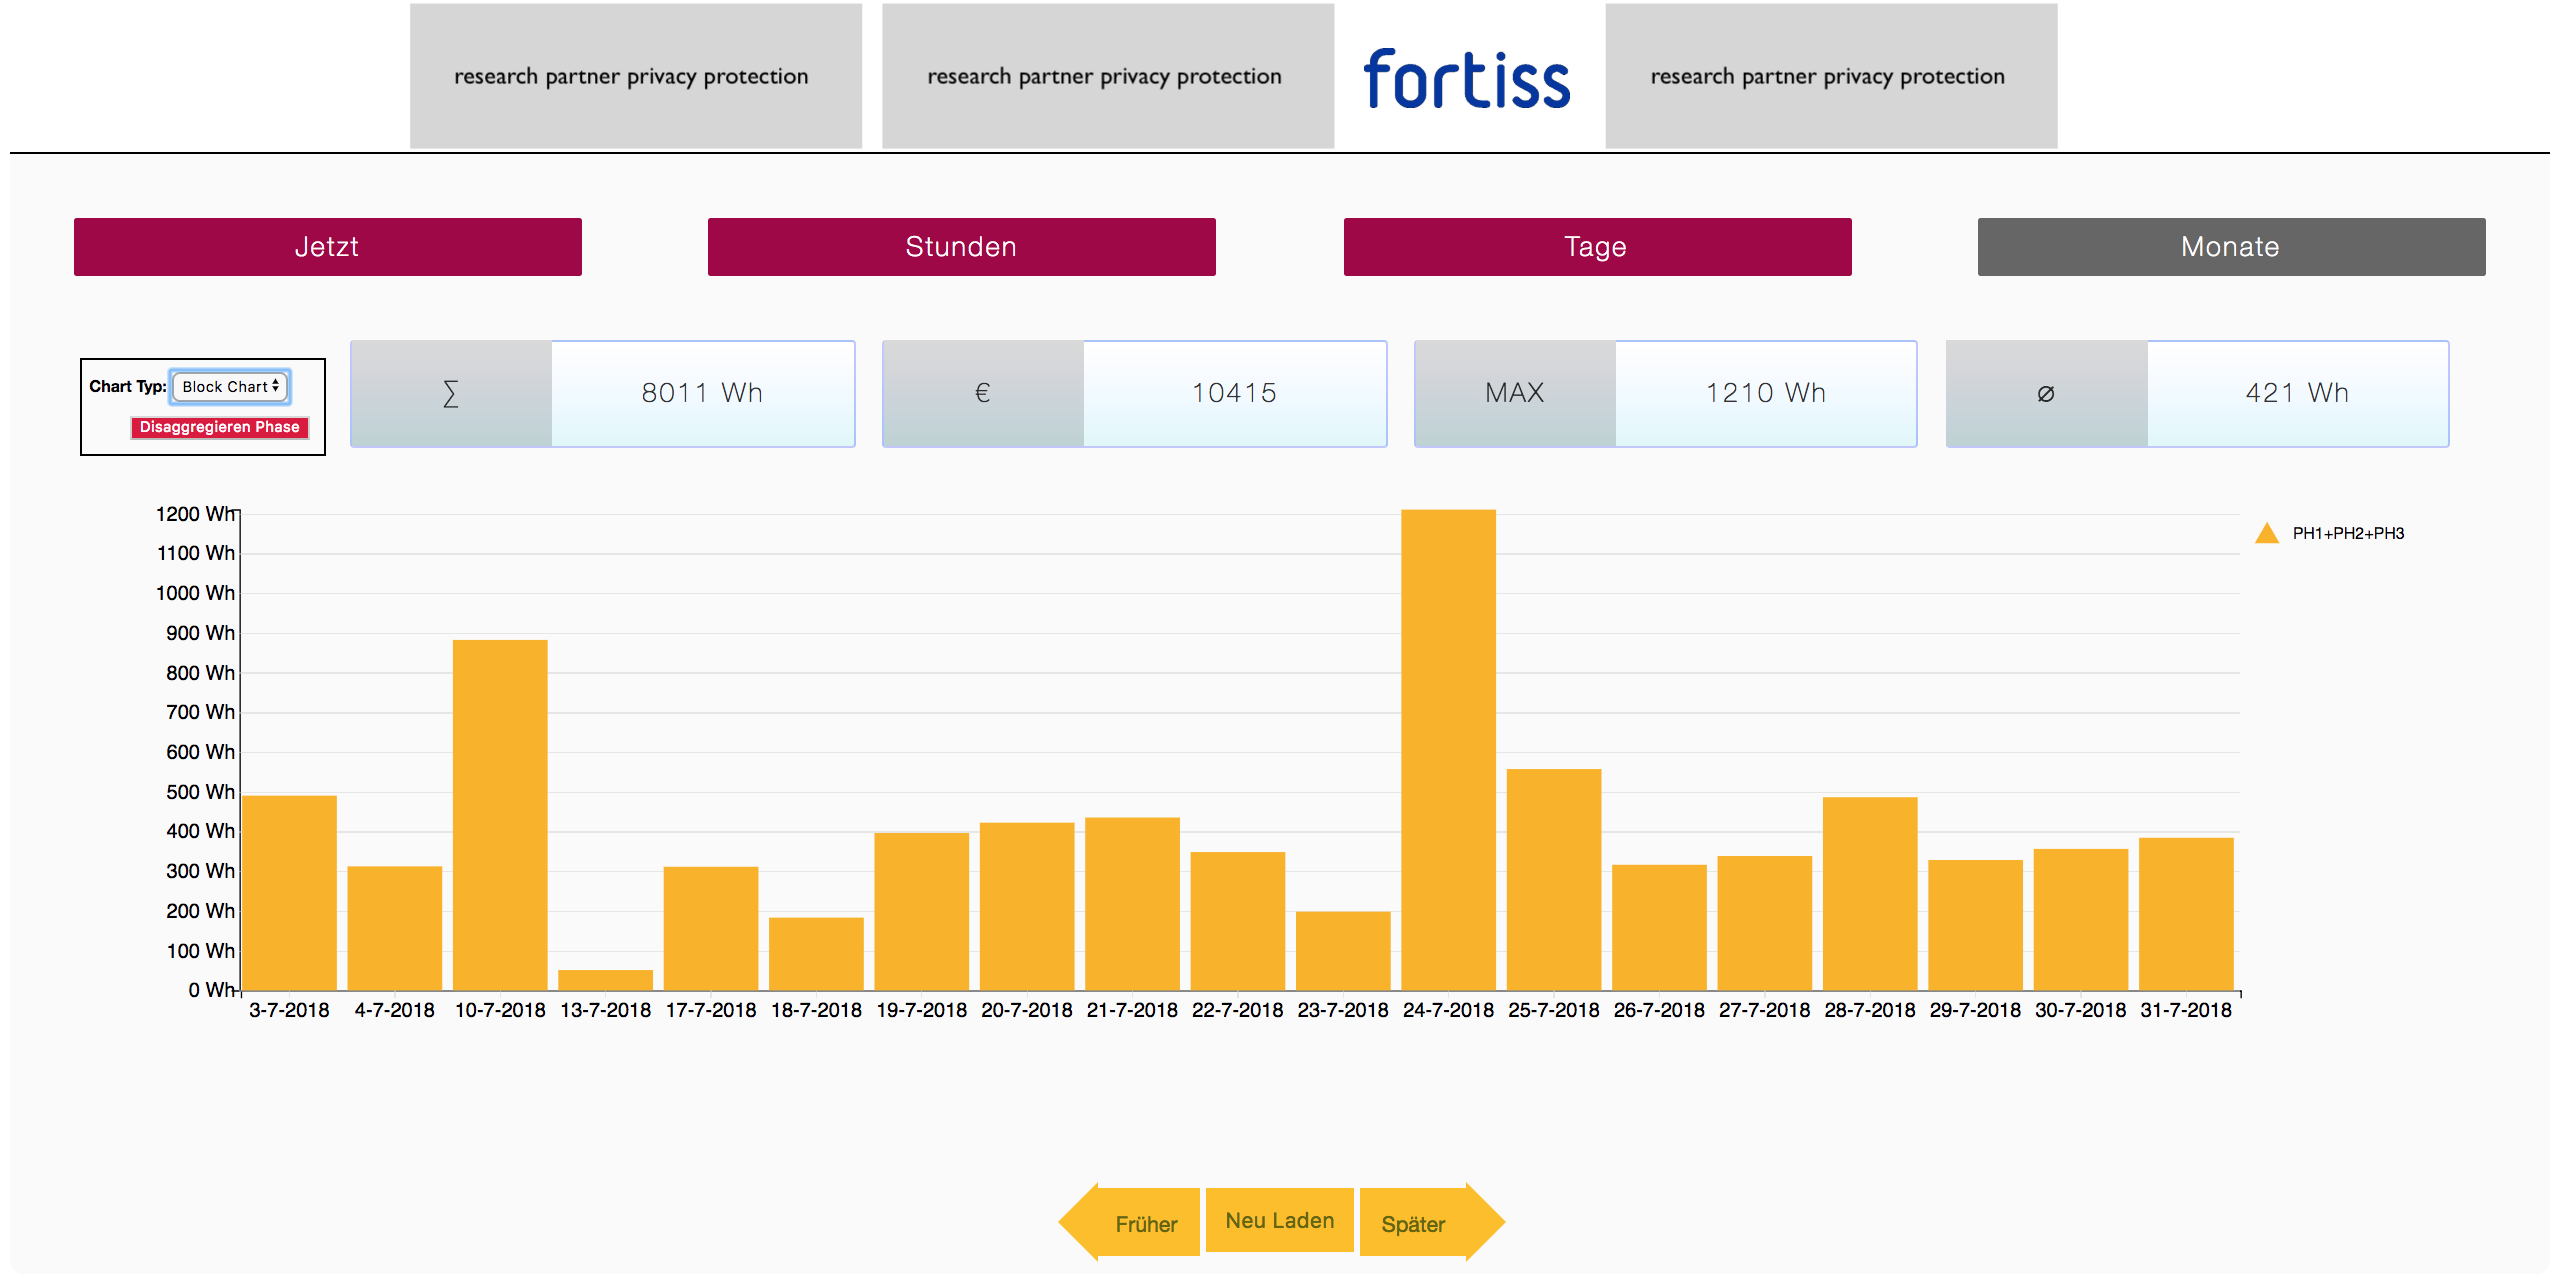 research partner privacy protection
research partner privacy protection
fortiss
research partner privacy protection
Jetzt
Stunden
Tage
Monate
Chart Typ: Block Chart
Disaggregieren Phase
∑ 8011 Wh
€ 10415
MAX 1210 Wh
⌀ 421 Wh
1200 Wh
1100 Wh
1000 Wh
900 Wh
800 Wh
700 Wh
600 Wh
500 Wh
400 Wh
300 Wh
200 Wh
100 Wh
0 Wh
PH1+PH2+PH3
3-7-2018 4-7-2018 10-7-2018 13-7-2018 17-7-2018 18-7-2018 19-7-2018 20-7-2018 21-7-2018 22-7-2018 23-7-2018 24-7-2018 25-7-2018 26-7-2018 27-7-2018 28-7-2018 29-7-2018 30-7-2018 31-7-2018
Früher
Neu Laden
Später